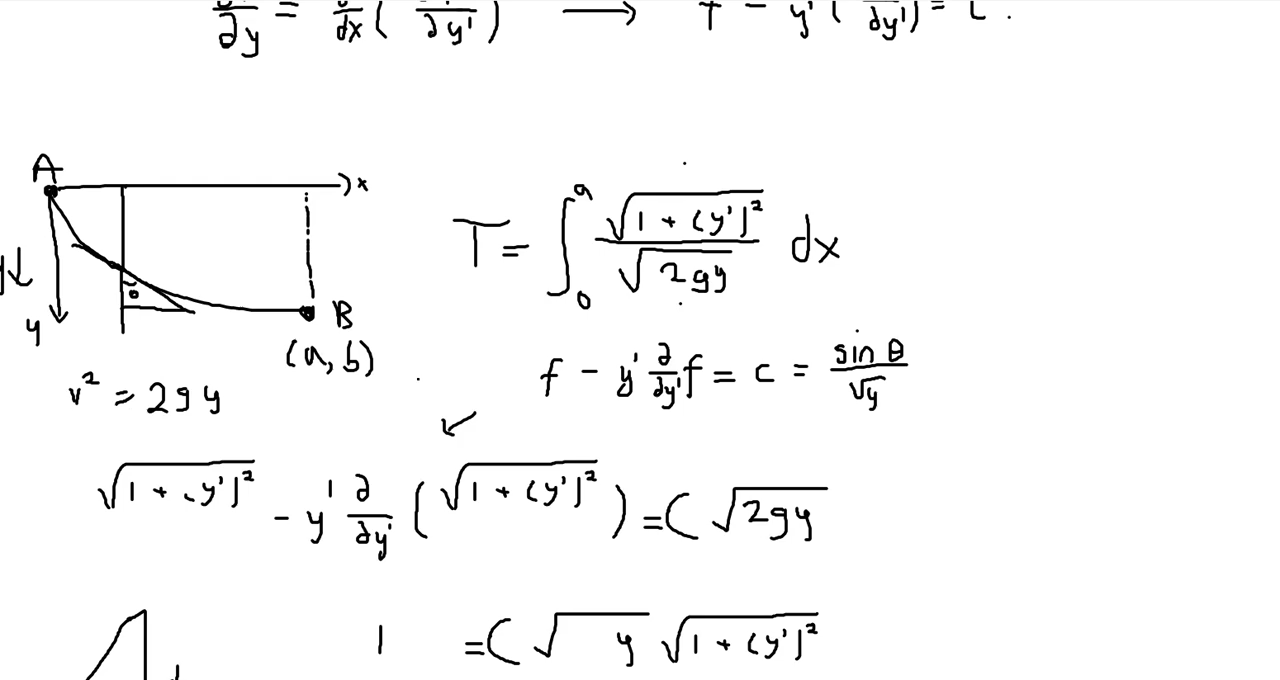 ∂y = dx ( ∂y' ) ⟶ f - y' ( ∂y' ) = C .
A
x
T = ∫₀ᵃ √(1 + (y')²) / √(2gy) dx
θ
y
B
(a, b)
f - y' ∂/∂y' f = c = sin θ / √y
v² = 2gy
√(1 + (y')²) - y' ∂/∂y' ( √(1 + (y')²) ) = C √(2gy)
1 = C √y √(1 + (y')²)